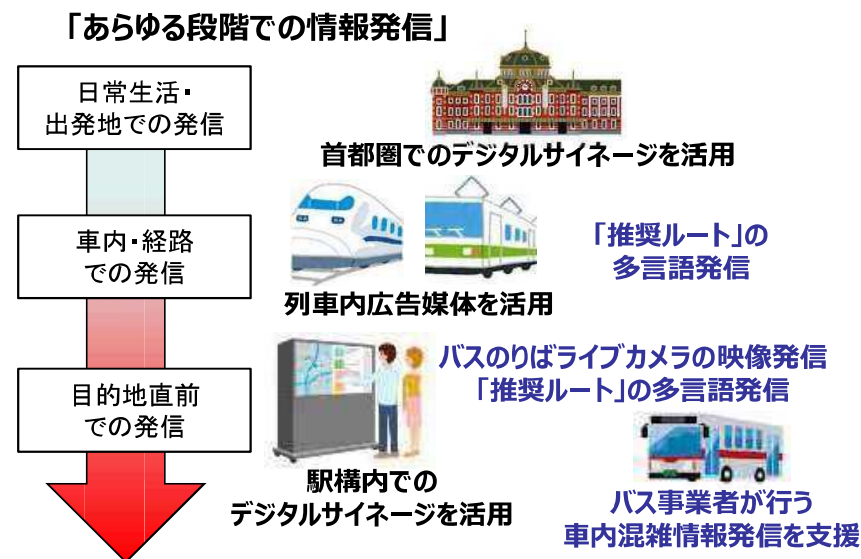 「あらゆる段階での情報発信」
日常生活・
出発地での発信
首都圏でのデジタルサイネージを活用
車内・経路
での発信
列車内広告媒体を活用
「推奨ルート」の
多言語発信
目的地直前
での発信
駅構内での
デジタルサイネージを活用
バスのりばライブカメラの映像発信
「推奨ルート」の多言語発信
バス事業者が行う
車内混雑情報発信を支援